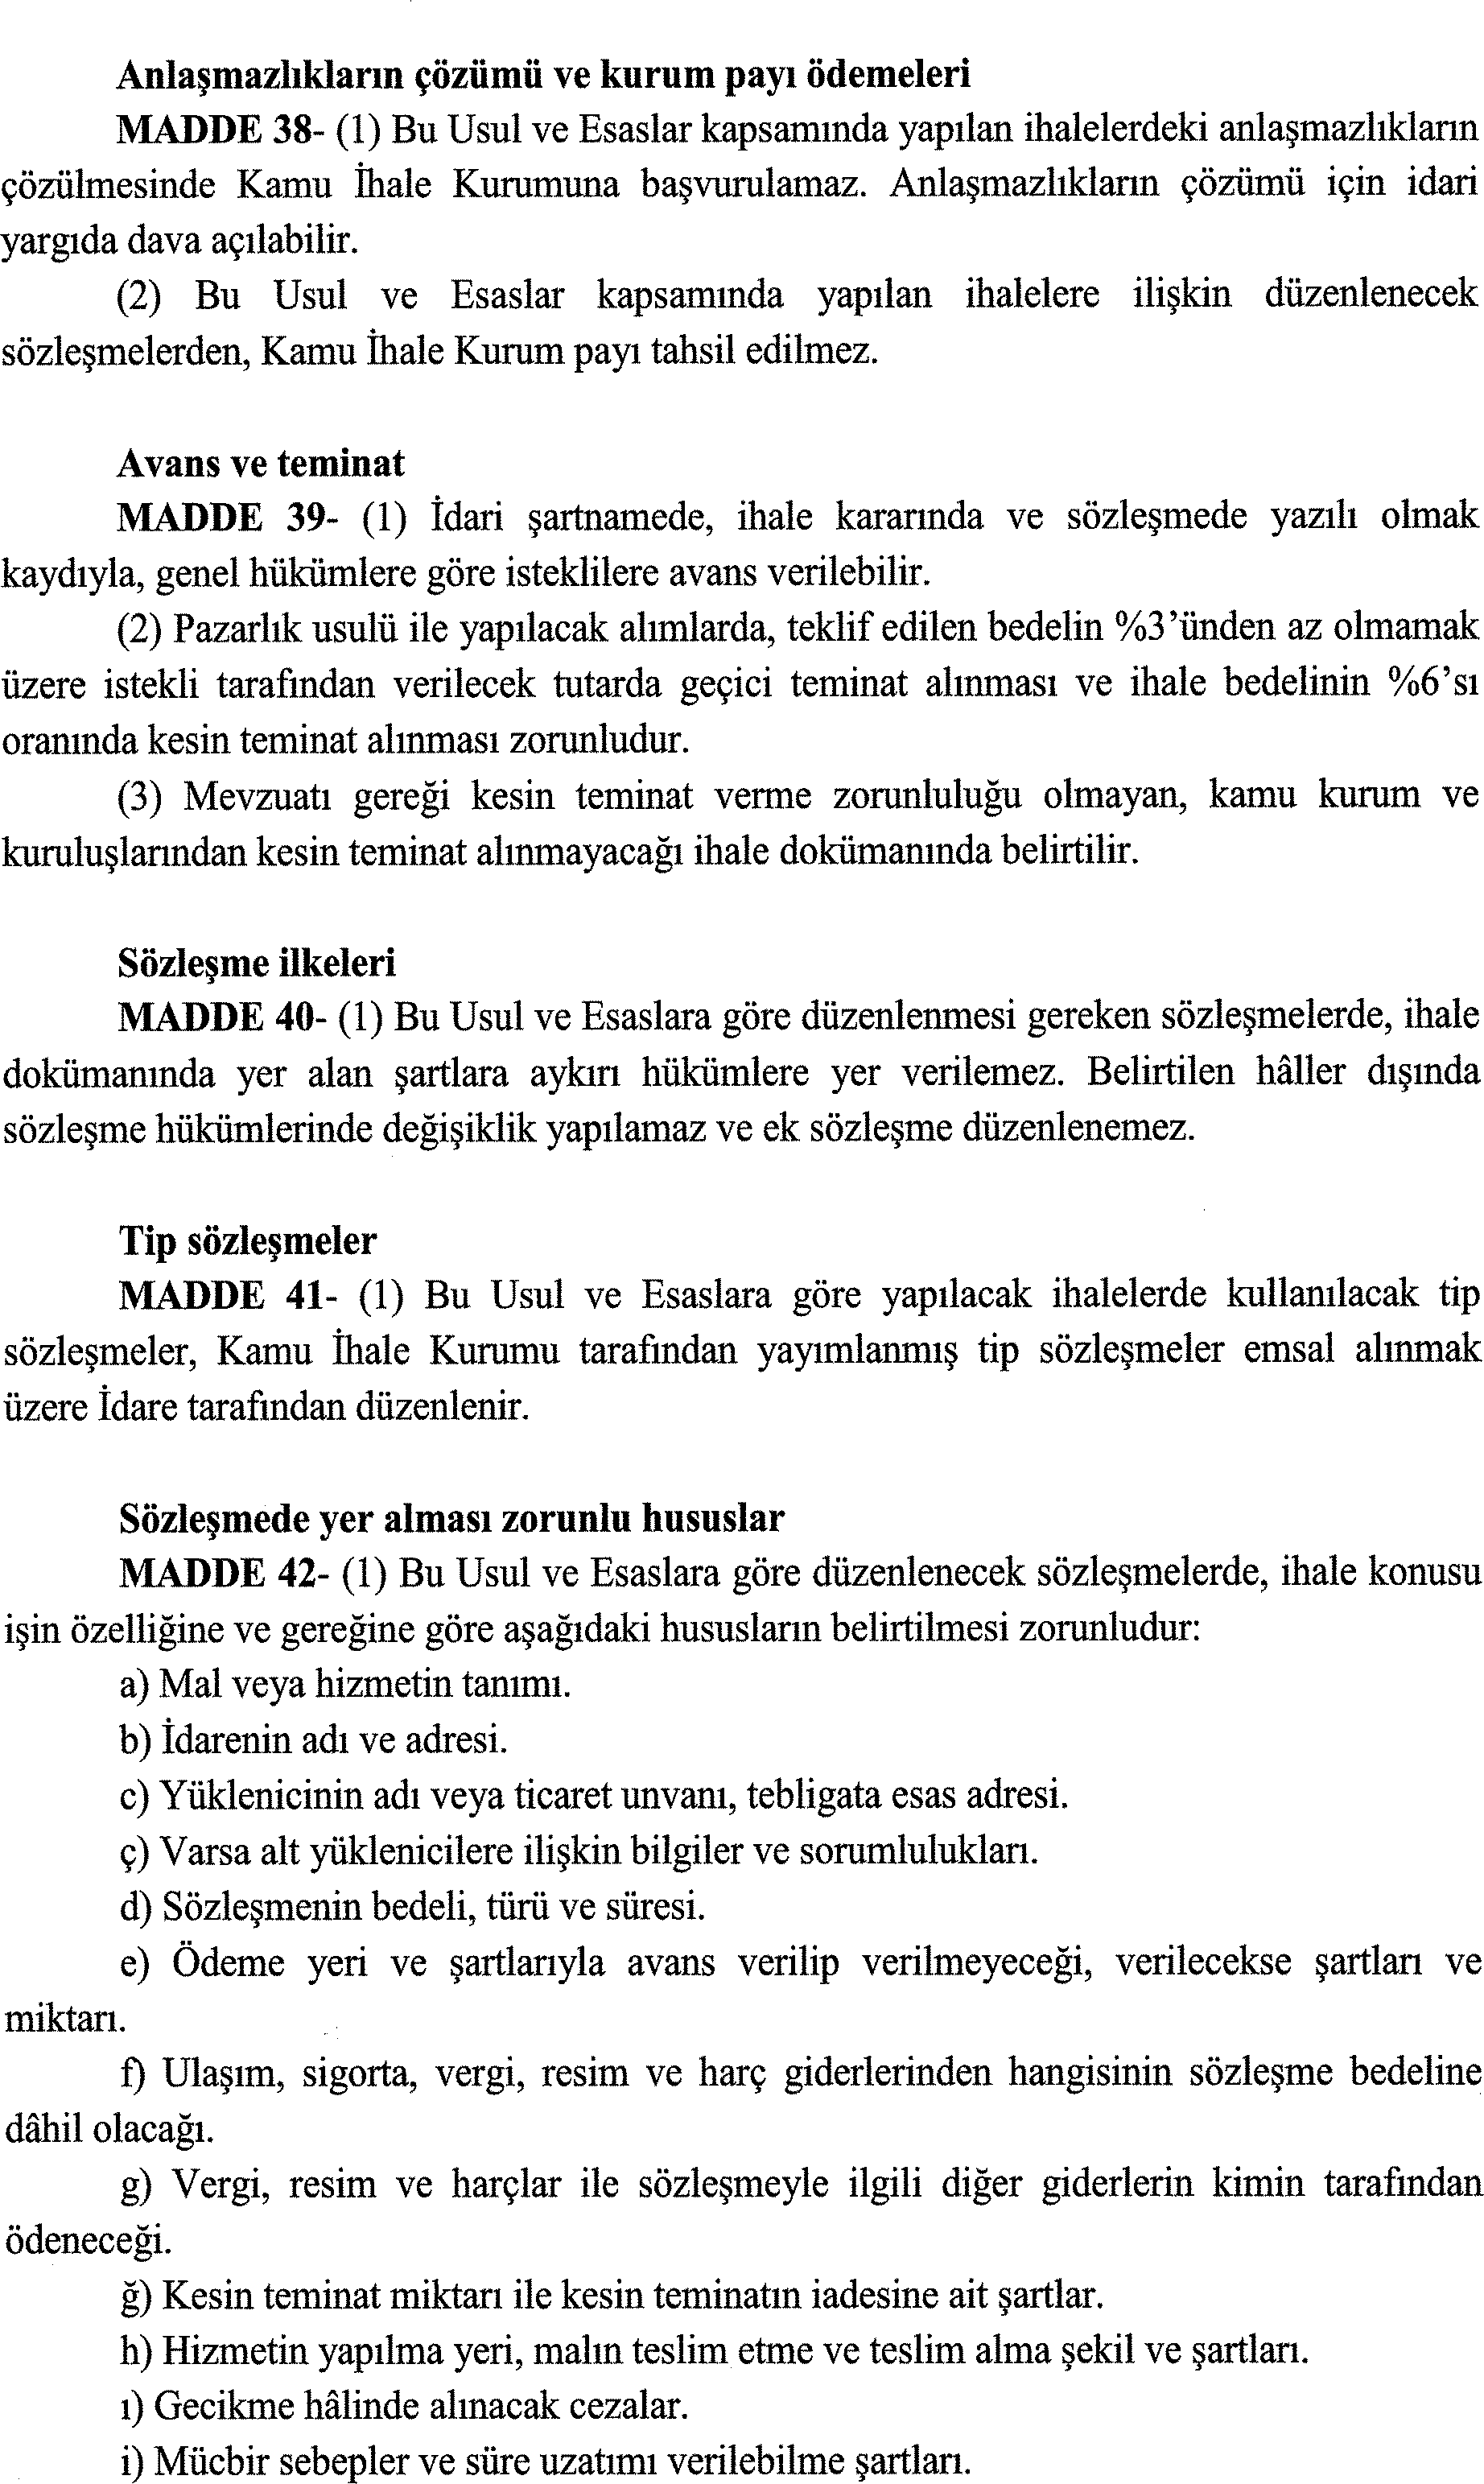 Anlaşmazlıkların çözümü ve kurum payı ödemeleri
MADDE 38- (1) Bu Usul ve Esaslar kapsamında yapılan ihalelerdeki anlaşmazlıkların
çözülmesinde Kamu İhale Kurumuna başvurulamaz. Anlaşmazlıkların çözümü için idari
yargıda dava açılabilir.
(2) Bu Usul ve Esaslar kapsamında yapılan ihalelere ilişkin düzenlenecek
sözleşmelerden, Kamu İhale Kurum payı tahsil edilmez.
Avans ve teminat
MADDE 39- (1) İdari şartnamede, ihale kararında ve sözleşmede yazılı olmak
kaydıyla, genel hükümlere göre isteklilere avans verilebilir.
(2) Pazarlık usulü ile yapılacak alımlarda, teklif edilen bedelin %3'ünden az olmamak
üzere istekli tarafından verilecek tutarda geçici teminat alınması ve ihale bedelinin %6'sı
oranında kesin teminat alınması zorunludur.
(3) Mevzuatı gereği kesin teminat verme zorunluluğu olmayan, kamu kurum ve
kuruluşlarından kesin teminat alınmayacağı ihale dokümanında belirtilir.
Sözleşme ilkeleri
MADDE 40- (1) Bu Usul ve Esaslara göre düzenlenmesi gereken sözleşmelerde, ihale
dokümanında yer alan şartlara aykırı hükümlere yer verilemez. Belirtilen hâller dışında
sözleşme hükümlerinde değişiklik yapılamaz ve ek sözleşme düzenlenemez.
Tip sözleşmeler
MADDE 41- (1) Bu Usul ve Esaslara göre yapılacak ihalelerde kullanılacak tip
sözleşmeler, Kamu İhale Kurumu tarafından yayımlanmış tip sözleşmeler emsal alınmak
üzere İdare tarafından düzenlenir.
Sözleşmede yer alması zorunlu hususlar
MADDE 42- (1) Bu Usul ve Esaslara göre düzenlenecek sözleşmelerde, ihale konusu
işin özelliğine ve gereğine göre aşağıdaki hususların belirtilmesi zorunludur:
a) Mal veya hizmetin tanımı.
b) İdarenin adı ve adresi.
c) Yüklenicinin adı veya ticaret unvanı, tebligata esas adresi.
ç) Varsa alt yüklenicilere ilişkin bilgiler ve sorumlulukları.
d) Sözleşmenin bedeli, türü ve süresi.
e) Ödeme yeri ve şartlarıyla avans verilip verilmeyeceği, verilecekse şartları ve
miktarı.
f) Ulaşım, sigorta, vergi, resim ve harç giderlerinden hangisinin sözleşme bedeline
dâhil olacağı.
g) Vergi, resim ve harçlar ile sözleşmeyle ilgili diğer giderlerin kimin tarafından
ödeneceği.
ğ) Kesin teminat miktarı ile kesin teminatın iadesine ait şartlar.
h) Hizmetin yapılma yeri, malın teslim etme ve teslim alma şekil ve şartları.
ı) Gecikme hâlinde alınacak cezalar.
i) Mücbir sebepler ve süre uzatımı verilebilme şartları.